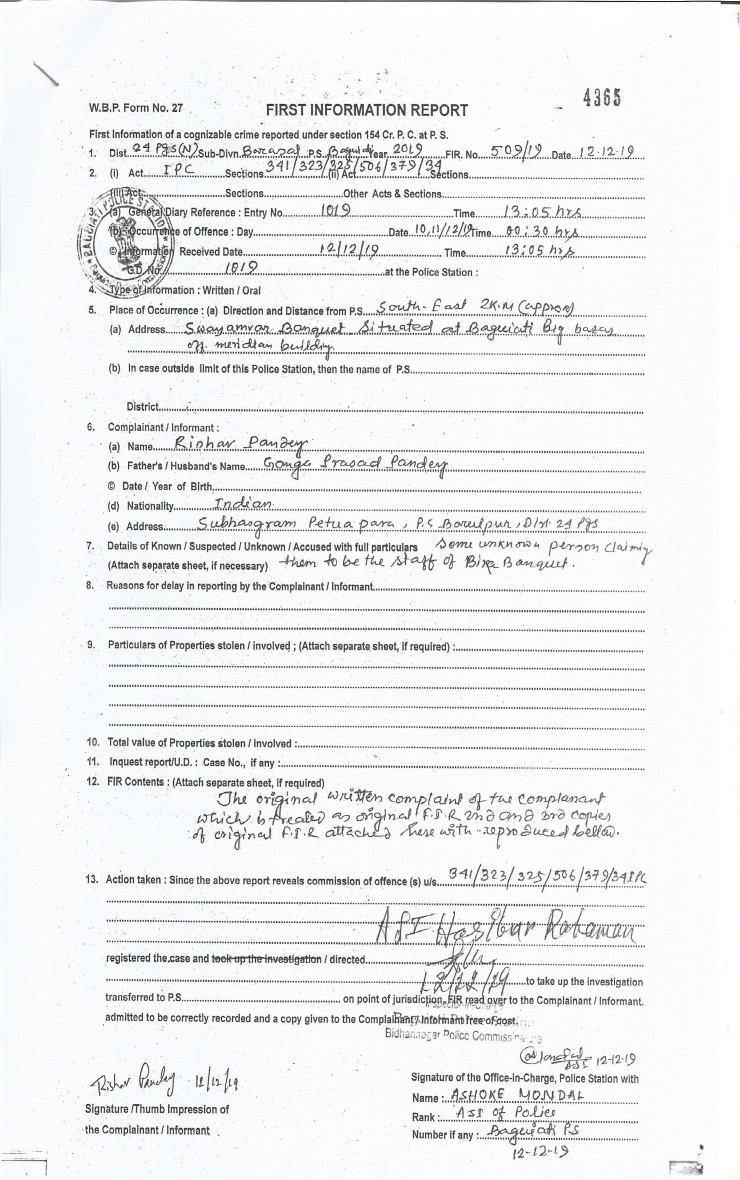 4365
W.B.P. Form No. 27 FIRST INFORMATION REPORT
First Information of a cognizable crime reported under section 154 Cr. P. C. at P. S.
1. Dist. 24 Pgs(N) Sub-Divn. Barasat P.S. Baguiati Year 2019 FIR. No. 509/19 Date 12-12-19
2. (i) Act IPC Sections 341/323/325/506/379/34 (ii) Act Sections
(iii) Act Sections Other Acts & Sections
3. (a) General Diary Reference : Entry No. 1019 Time 13:05 hrs
(b) Occurrence of Offence : Day Date 10,11/12/19 Time 00:30 hrs
© Information Received Date 12/12/19 Time 13:05 hrs
G.D. No. 1019 at the Police Station :
4. Type of Information : Written / Oral
5. Place of Occurrence : (a) Direction and Distance from P.S. South-East 2K.M (approx)
(a) Address Swayamvar Banquet Situated at Baguiati big bazar
off meridian building.
(b) In case outside limit of this Police Station, then the name of P.S.
District
6. Complainant / Informant :
(a) Name Rishav Pandey
(b) Father's / Husband's Name Gonga Prasad Pandey
© Date / Year of Birth
(d) Nationality Indian
(e) Address Subhasgram Petua para, P.S Baruipur, Dist 24 Pgs
7. Details of Known / Suspected / Unknown / Accused with full particulars Some unknown person claiming
(Attach separate sheet, if necessary) them to be the staff of Banquet.
8. Reasons for delay in reporting by the Complainant / Informant
9. Particulars of Properties stolen / involved ; (Attach separate sheet, if required) :
10. Total value of Properties stolen / involved :
11. Inquest report/U.D. : Case No., if any :
12. FIR Contents : (Attach separate sheet, if required)
The original written complaint of the complanant
which is treated as original F.I.R 2nd and 3rd copies
of original F.I.R attached here with reproduced bellow.
13. Action taken : Since the above report reveals commission of offence (s) u/s. 341/323/325/506/379/34IPC
ASI Hasibur Rahaman
registered the case and took up the investigation / directed
12/12/19 to take up the investigation
transferred to P.S. on point of jurisdiction, FIR read over to the Complainant / Informant.
admitted to be correctly recorded and a copy given to the Complainant / Informant free of cost.
Bidhannagar Police Commissionerate
12-12-19
Rishav Pandey 12/12/19
Signature of the Office-in-Charge, Police Station with
Name : ASHOKE MONDAL
Signature /Thumb Impression of
Rank : ASI of Police
the Complainant / Informant
Number if any : Baguiati PS
12-12-19